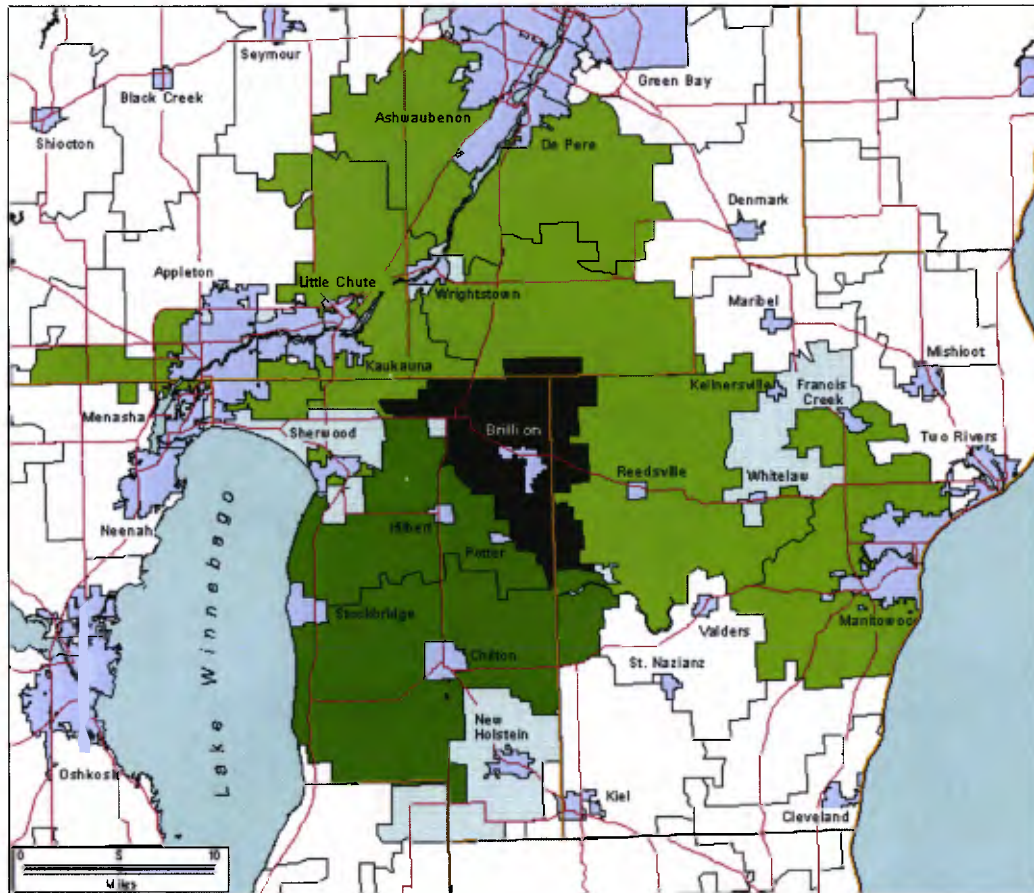 Seymour
Green Bay
Black Creek
Ashwaubenon
Shiocton
De Pere
Denmark
Appleton
Little Chute
Wrightstown
Maribel
Kaukauna
Mishicot
Menasha
Kellnersville
Francis
Creek
Sherwood
Brillion
Two Rivers
Reedsville
Whitelaw
Neenah
Hilbert
Potter
Lake Winnebago
Stockbridge
Manitowoc
Valders
Chilton
St. Nazianz
New
Holstein
Oshkosh
Kiel
Cleveland
0 5 10
Miles